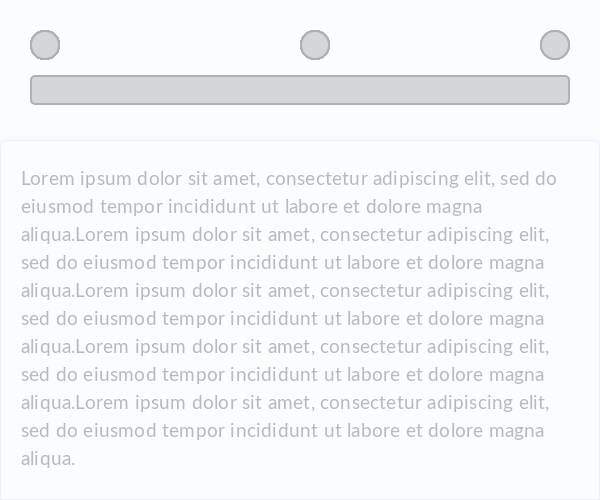 Lorem ipsum dolor sit amet, consectetur adipiscing elit, sed do
eiusmod tempor incididunt ut labore et dolore magna
aliqua.Lorem ipsum dolor sit amet, consectetur adipiscing elit,
sed do eiusmod tempor incididunt ut labore et dolore magna
aliqua.Lorem ipsum dolor sit amet, consectetur adipiscing elit,
sed do eiusmod tempor incididunt ut labore et dolore magna
aliqua.Lorem ipsum dolor sit amet, consectetur adipiscing elit,
sed do eiusmod tempor incididunt ut labore et dolore magna
aliqua.Lorem ipsum dolor sit amet, consectetur adipiscing elit,
sed do eiusmod tempor incididunt ut labore et dolore magna
aliqua.